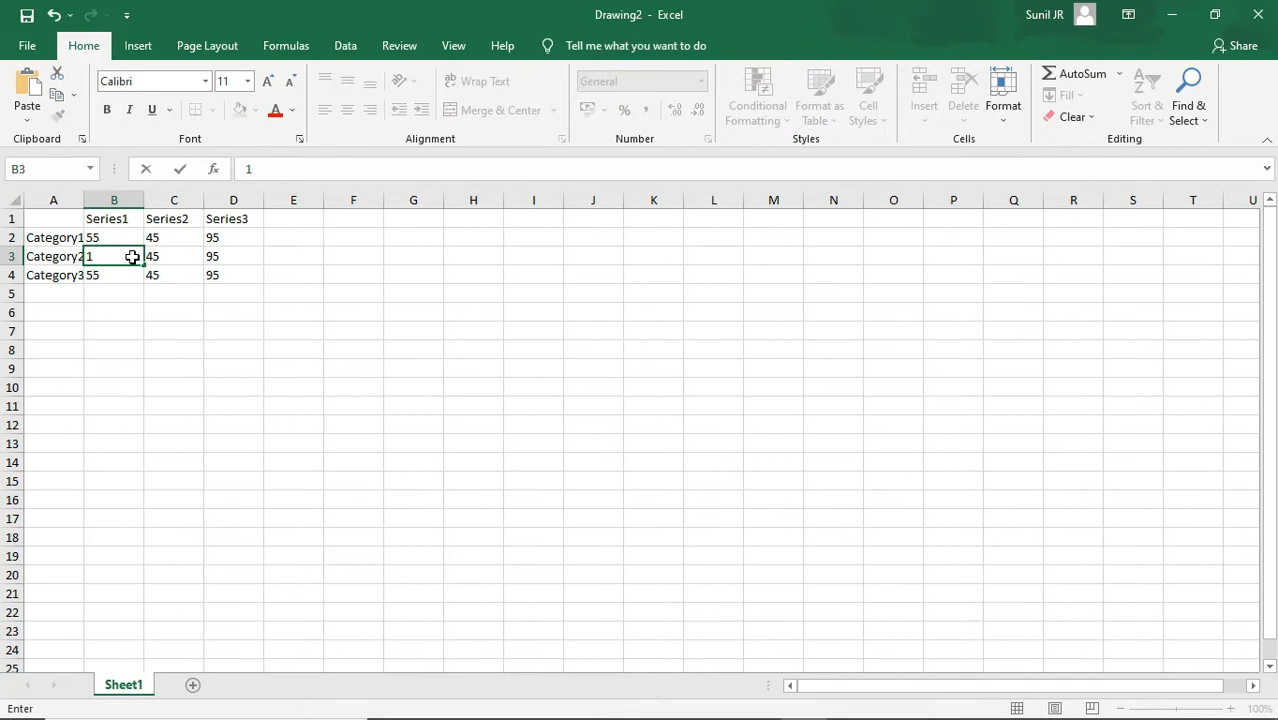 Drawing2 - Excel
Sunil JR
File Home Insert Page Layout Formulas Data Review View Help Tell me what you want to do Share
Paste
Clipboard
Calibri 11
B I U
A
Font
ab Wrap Text
Merge & Center
Alignment
General
% ,
Number
Conditional Formatting
Format as Table
Cell Styles
Styles
Insert Delete Format
Cells
AutoSum
Fill
Clear
Sort & Filter
Find & Select
Editing
B3 fx 1
A B C D E F G H I J K L M N O P Q R S T U
1 Series1 Series2 Series3
2 Category1 55 45 95
3 Category2 1 45 95
4 Category3 55 45 95
5
6
7
8
9
10
11
12
13
14
15
16
17
18
19
20
21
22
23
24
25
Sheet1
Enter 100%